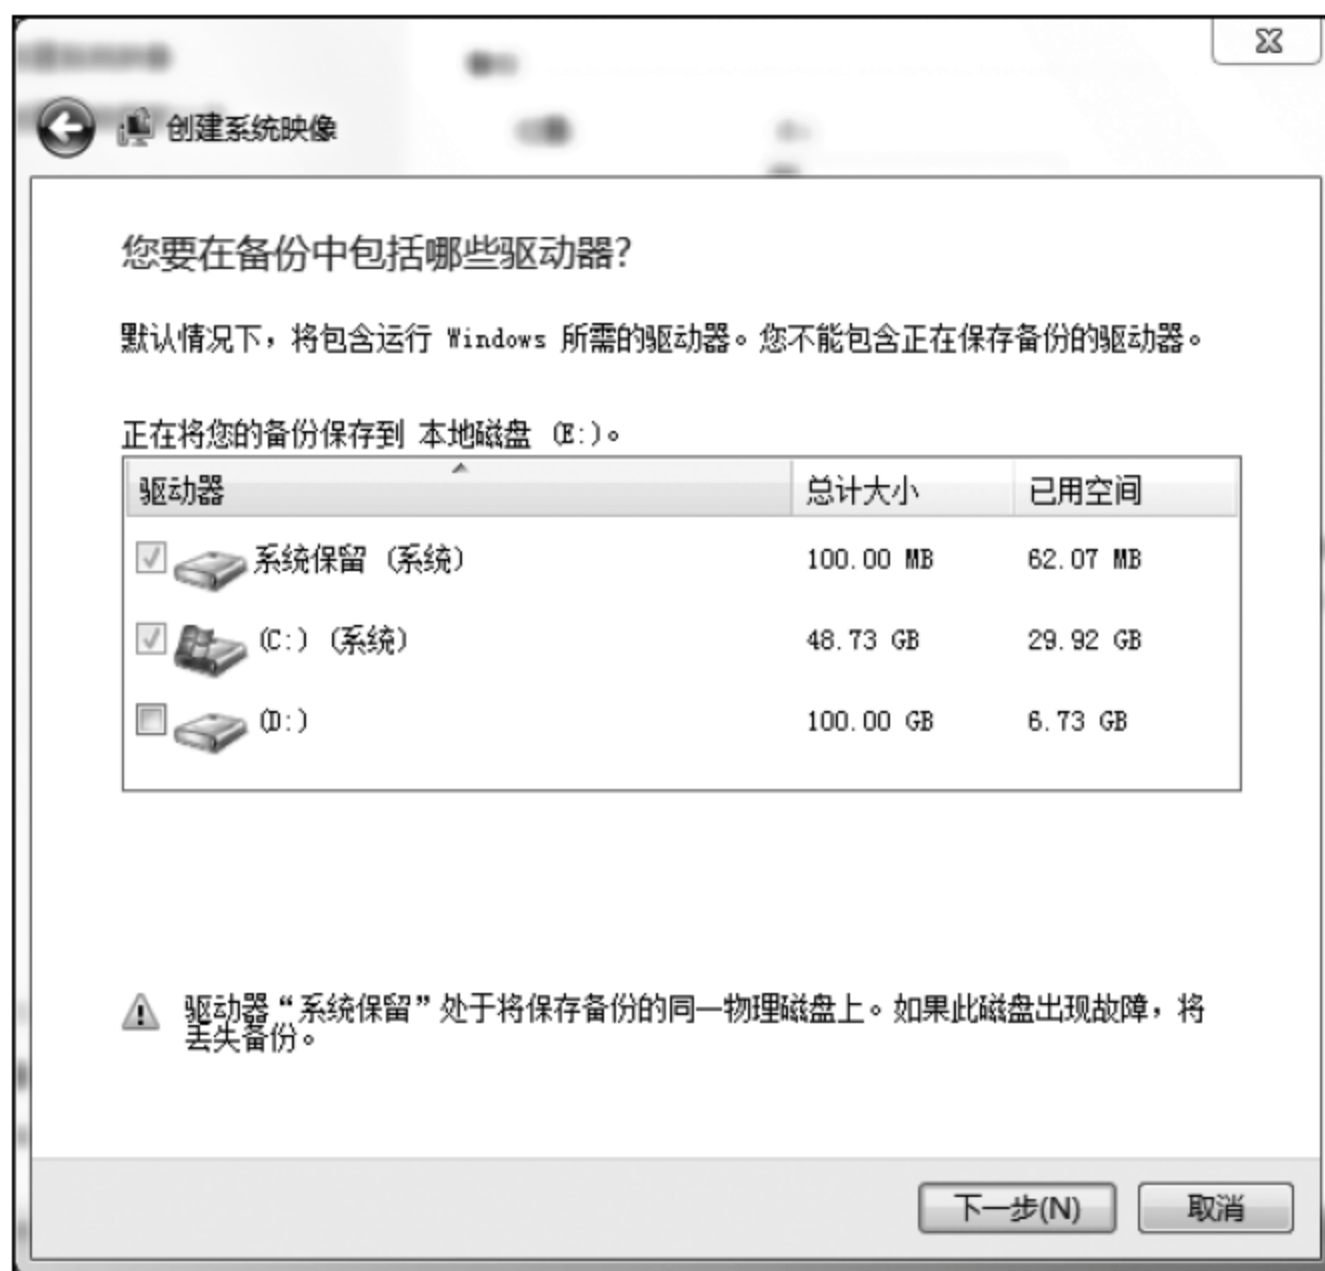 创建系统映像
您要在备份中包括哪些驱动器?
默认情况下，将包含运行 Windows 所需的驱动器。您不能包含正在保存备份的驱动器。
正在将您的备份保存到 本地磁盘 (E:)。
驱动器 总计大小 已用空间
系统保留 (系统) 100.00 MB 62.07 MB
(C:) (系统) 48.73 GB 29.92 GB
(D:) 100.00 GB 6.73 GB
驱动器“系统保留”处于将保存备份的同一物理磁盘上。如果此磁盘出现故障，将
丢失备份。
下一步(N) 取消